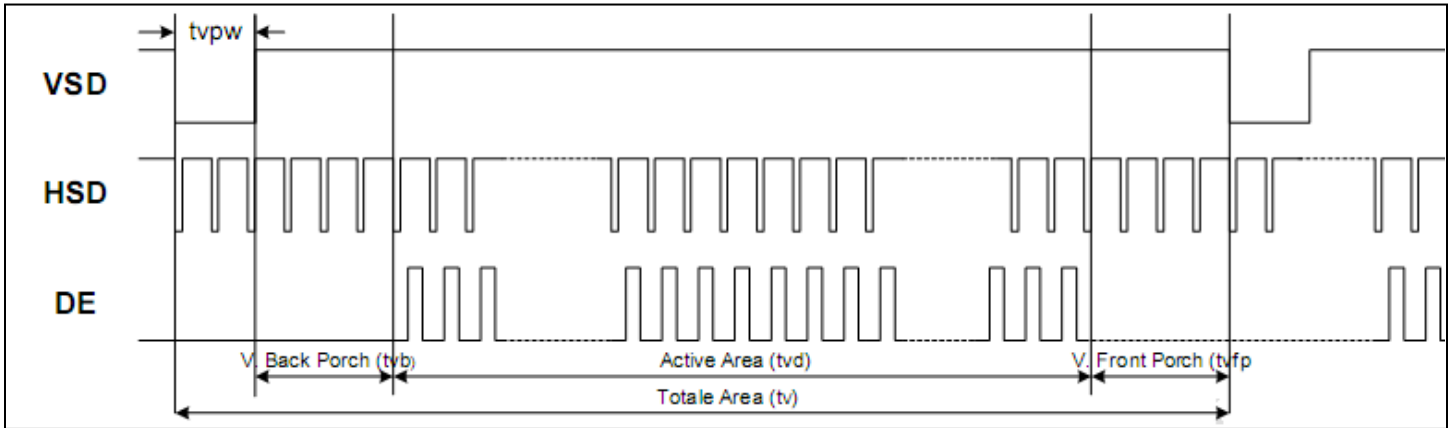 tvpw
VSD
HSD
DE
V. Back Porch (tvb) Active Area (tvd) V. Front Porch (tvfp
Totale Area (tv)